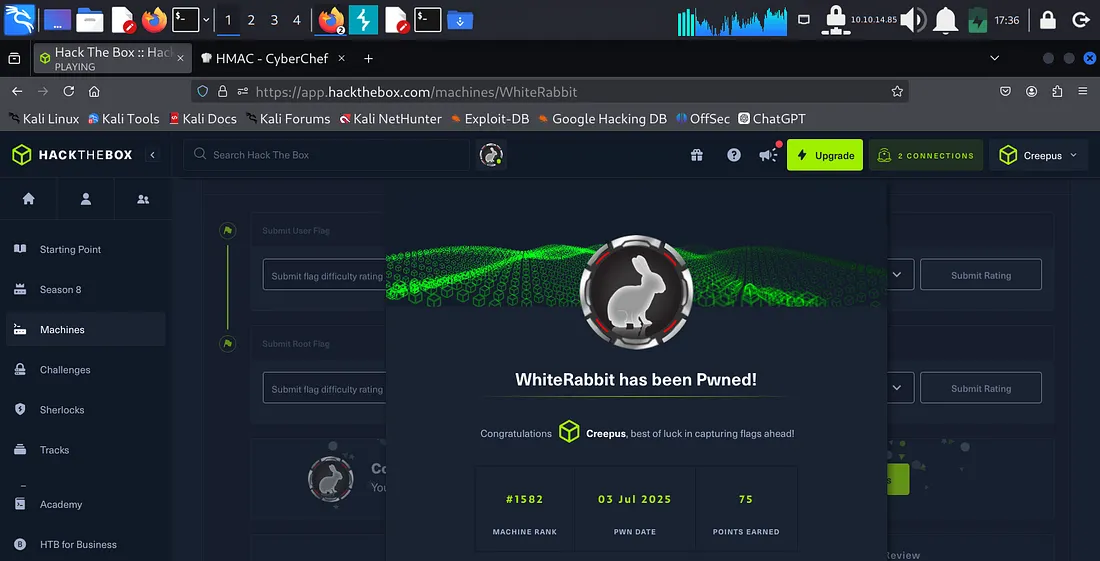 1 2 3 4
2
10.10.14.85
17:36
Hack The Box :: Hac
PLAYING
HMAC - CyberChef
https://app.hackthebox.com/machines/WhiteRabbit
Kali Linux Kali Tools Kali Docs Kali Forums Kali NetHunter Exploit-DB Google Hacking DB OffSec ChatGPT
HACKTHEBOX
Search Hack The Box
Upgrade
2 CONNECTIONS
Creepus
Starting Point
Season 8
Machines
Challenges
Sherlocks
Tracks
Academy
HTB for Business
Submit User Flag
Submit flag difficulty rating
Submit Rating
Submit Root Flag
Submit flag difficulty rating
Submit Rating
WhiteRabbit has been Pwned!
Congratulations Creepus, best of luck in capturing flags ahead!
#1582
MACHINE RANK
03 Jul 2025
PWN DATE
75
POINTS EARNED
Co
You
s
Review